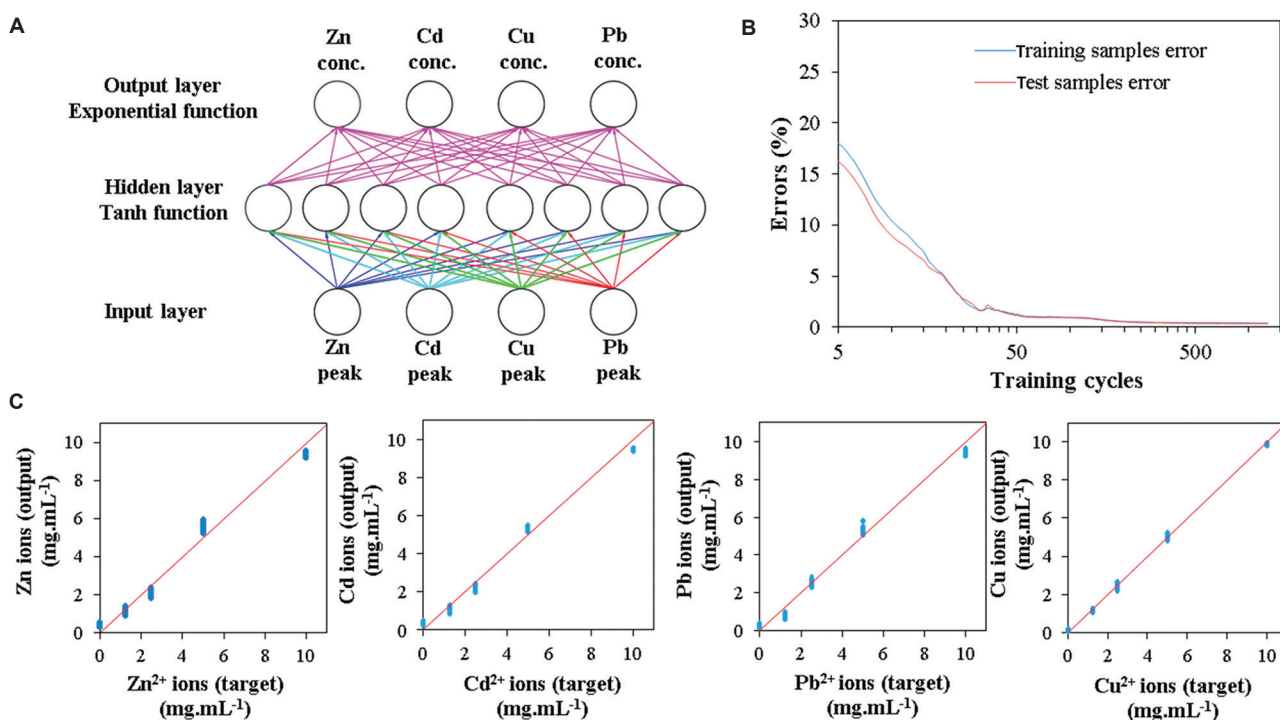 A
Zn
conc.
Cd
conc.
Cu
conc.
Pb
conc.
Output layer
Exponential function
Hidden layer
Tanh function
Input layer
Zn
peak
Cd
peak
Cu
peak
Pb
peak
B
30
25
20
15
10
5
0
Errors (%)
Training samples error
Test samples error
5
50
500
Training cycles
C
Zn ions (output)
(mg.mL-1)
10
8
6
4
2
0
0 2 4 6 8 10
Zn2+ ions (target)
(mg.mL-1)
Cd ions (output)
(mg.mL-1)
10
8
6
4
2
0
0 2 4 6 8 10
Cd2+ ions (target)
(mg.mL-1)
Pb ions (output)
(mg.mL-1)
10
8
6
4
2
0
0 2 4 6 8 10
Pb2+ ions (target)
(mg.mL-1)
Cu ions (output)
(mg.mL-1)
10
8
6
4
2
0
0 2 4 6 8 10
Cu2+ ions (target)
(mg.mL-1)